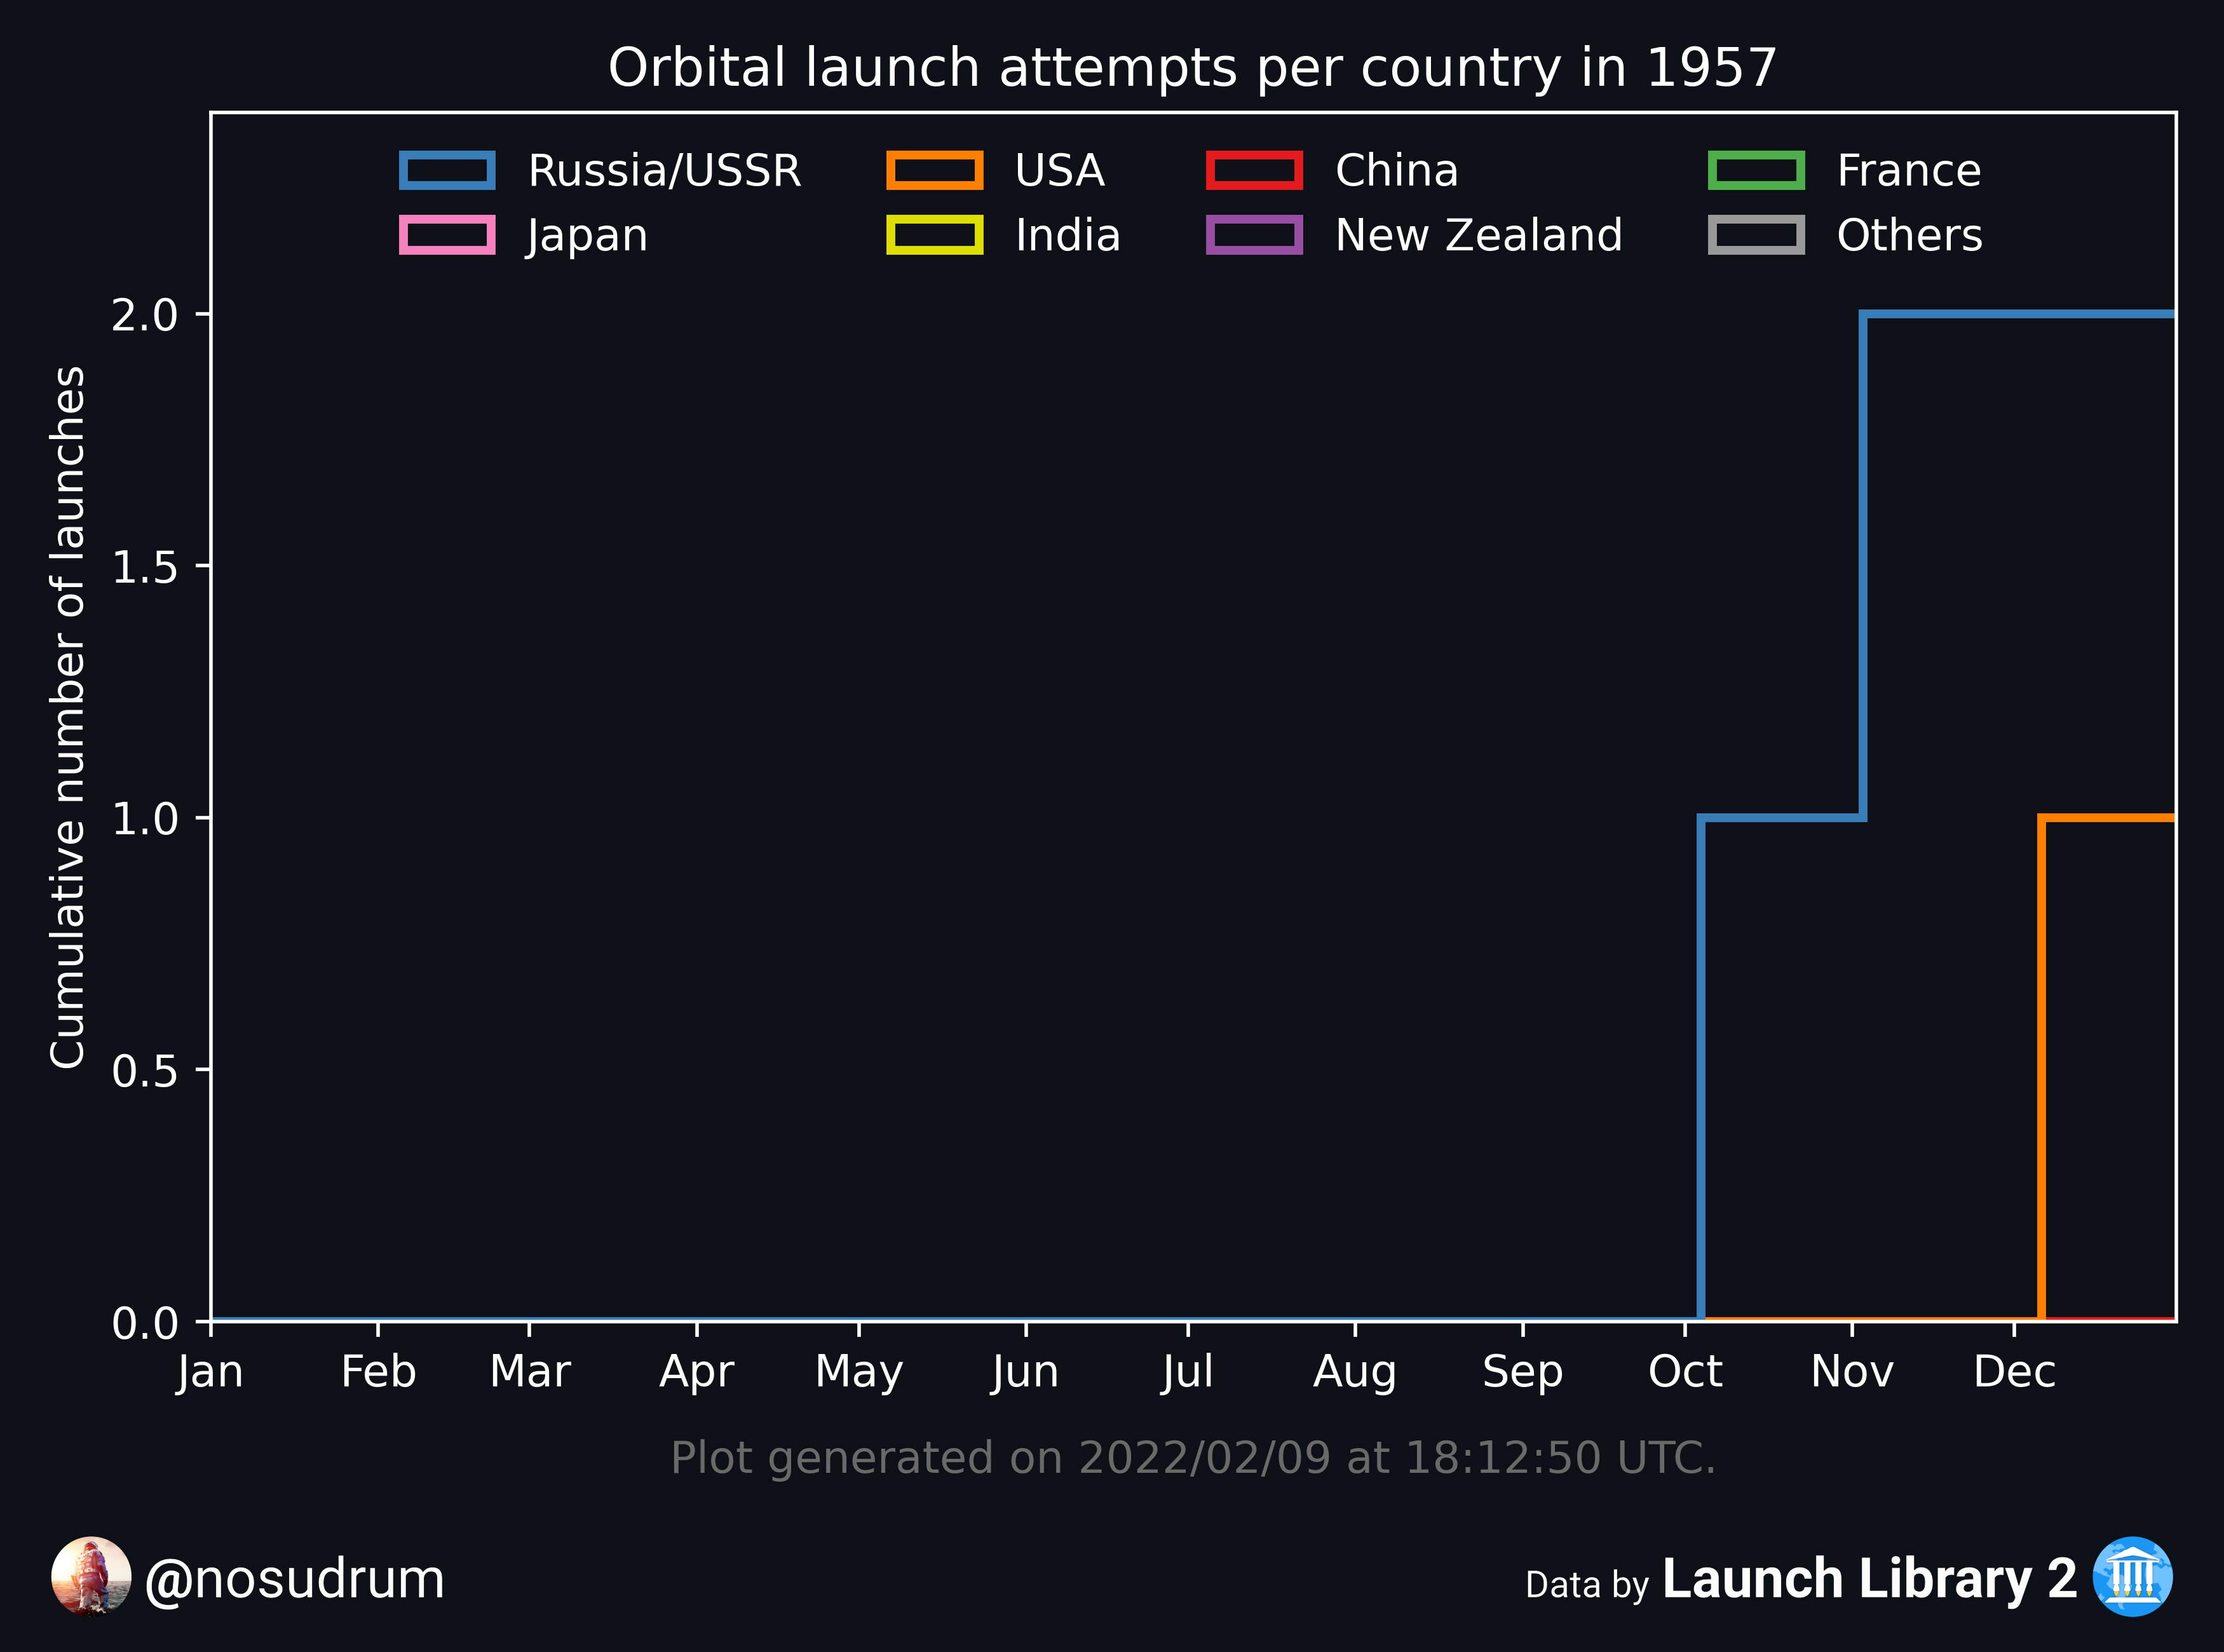 Orbital launch attempts per country in 1957
Russia/USSR USA China France
Japan India New Zealand Others
Cumulative number of launches
2.0
1.5
1.0
0.5
0.0
Jan Feb Mar Apr May Jun Jul Aug Sep Oct Nov Dec
Plot generated on 2022/02/09 at 18:12:50 UTC.
@nosudrum
Data by Launch Library 2